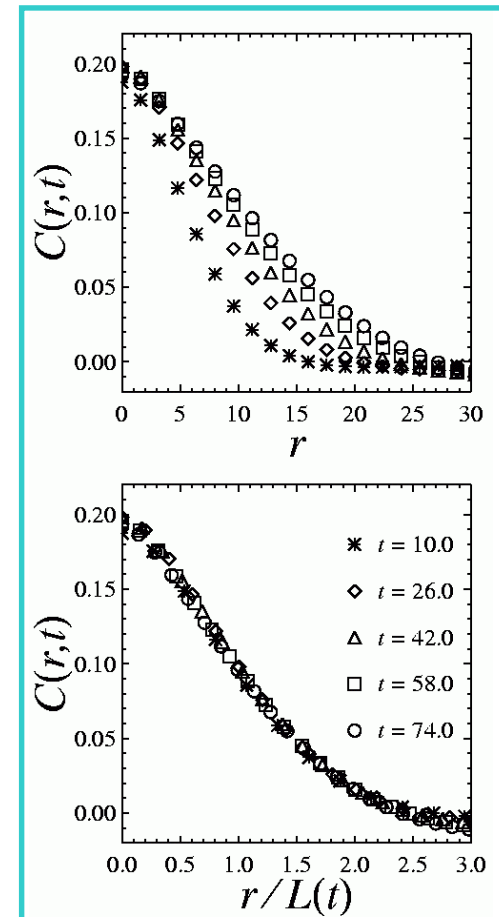 0.20
0.15
0.10
0.05
0.00
C(r,t)
0 5 10 15 20 25 30
r
0.20
0.15
0.10
0.05
0.00
C(r,t)
t = 10.0
t = 26.0
t = 42.0
t = 58.0
t = 74.0
0.0 0.5 1.0 1.5 2.0 2.5 3.0
r/L(t)